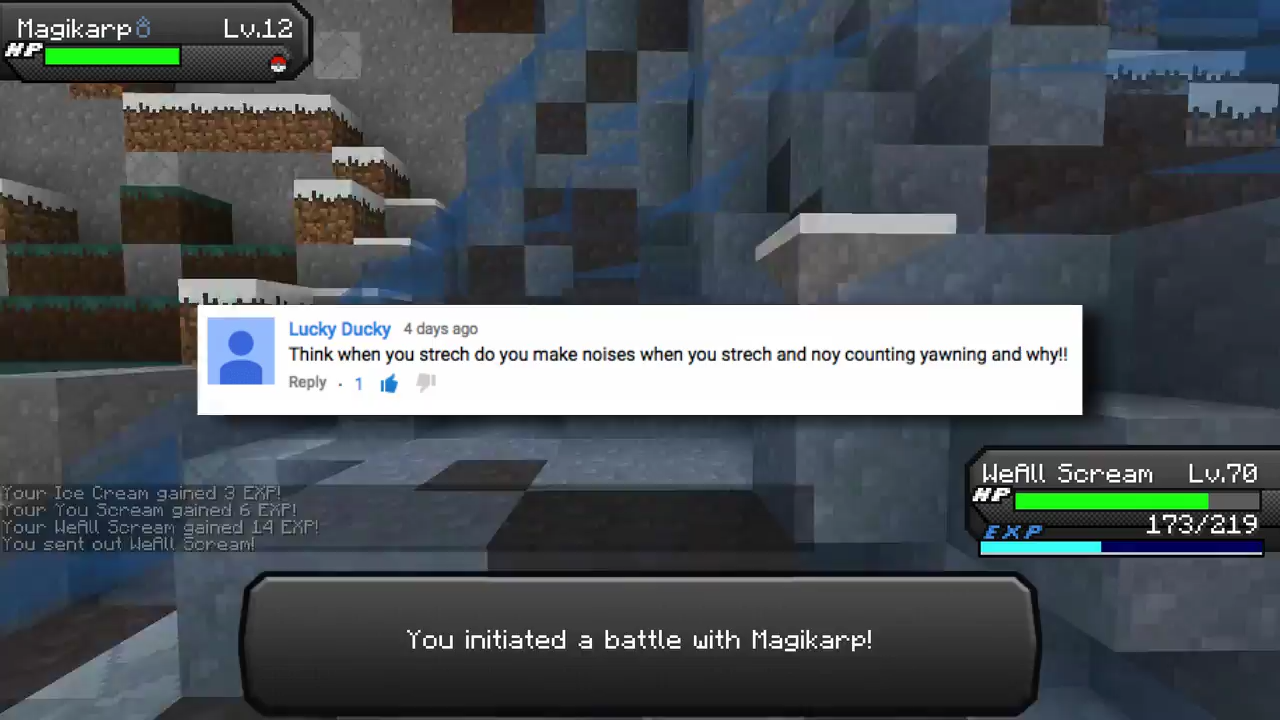 Magikarp Lv.12
HP
Lucky Ducky 4 days ago
Think when you strech do you make noises when you strech and noy counting yawning and why!!
Reply · 1
WeAll Scream Lv.70
HP
173/219
EXP
Your Ice Cream gained 3 EXP!
Your You Scream gained 6 EXP!
Your WeAll Scream gained 14 EXP!
You sent out WeAll Scream!
You initiated a battle with Magikarp!